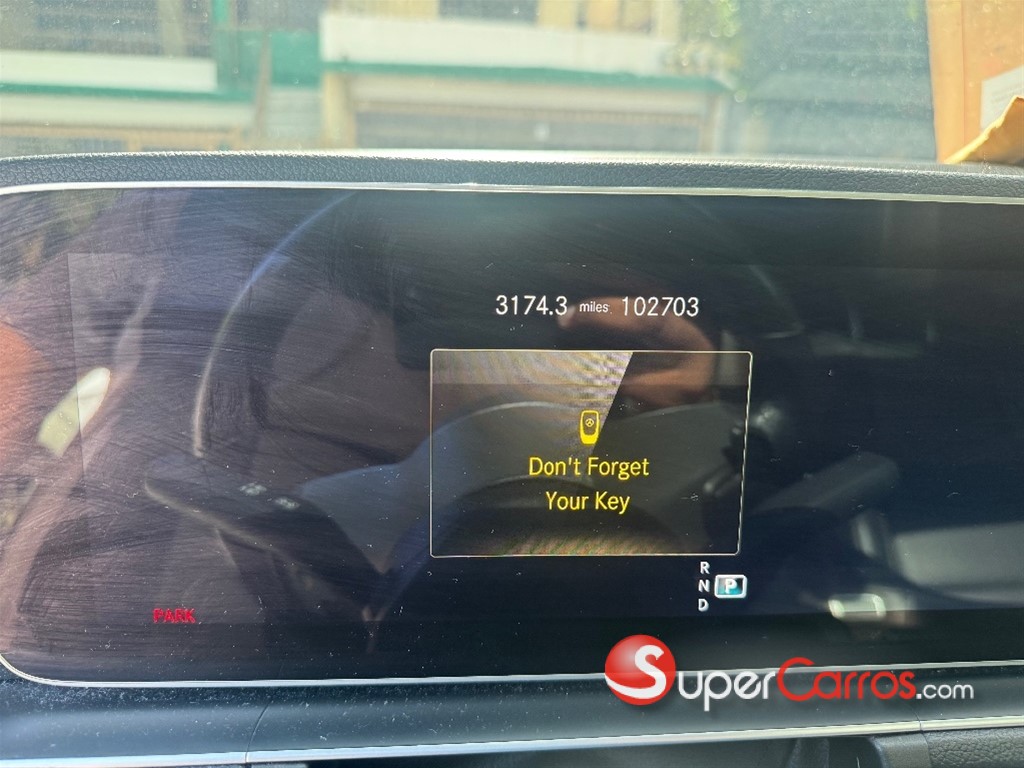 3174.3 miles 102703
Don't Forget
Your Key
R
N P
D
PARK
SuperCarros.com